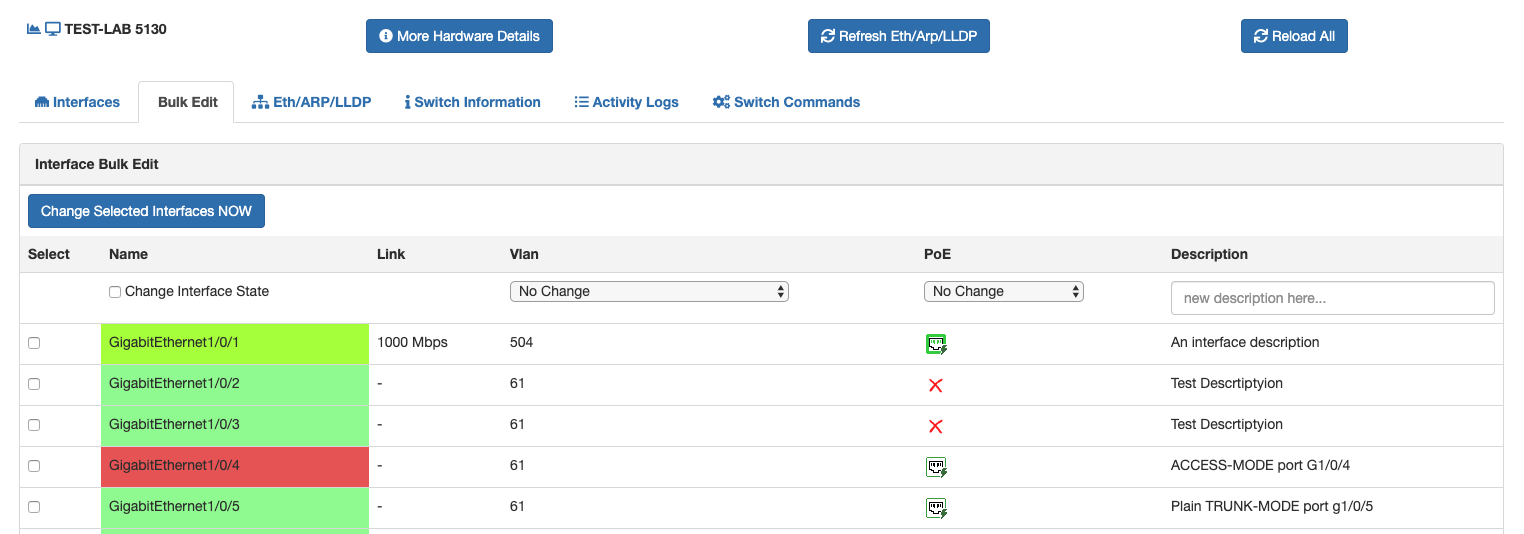 TEST-LAB 5130
More Hardware Details
Refresh Eth/Arp/LLDP
Reload All
Interfaces Bulk Edit Eth/ARP/LLDP Switch Information Activity Logs Switch Commands
Interface Bulk Edit
Change Selected Interfaces NOW
Select Name Link Vlan PoE Description
Change Interface State No Change No Change new description here...
GigabitEthernet1/0/1 1000 Mbps 504 An interface description
GigabitEthernet1/0/2 - 61 Test Descrtiptyion
GigabitEthernet1/0/3 - 61 Test Descrtiptyion
GigabitEthernet1/0/4 - 61 ACCESS-MODE port G1/0/4
GigabitEthernet1/0/5 - 61 Plain TRUNK-MODE port g1/0/5